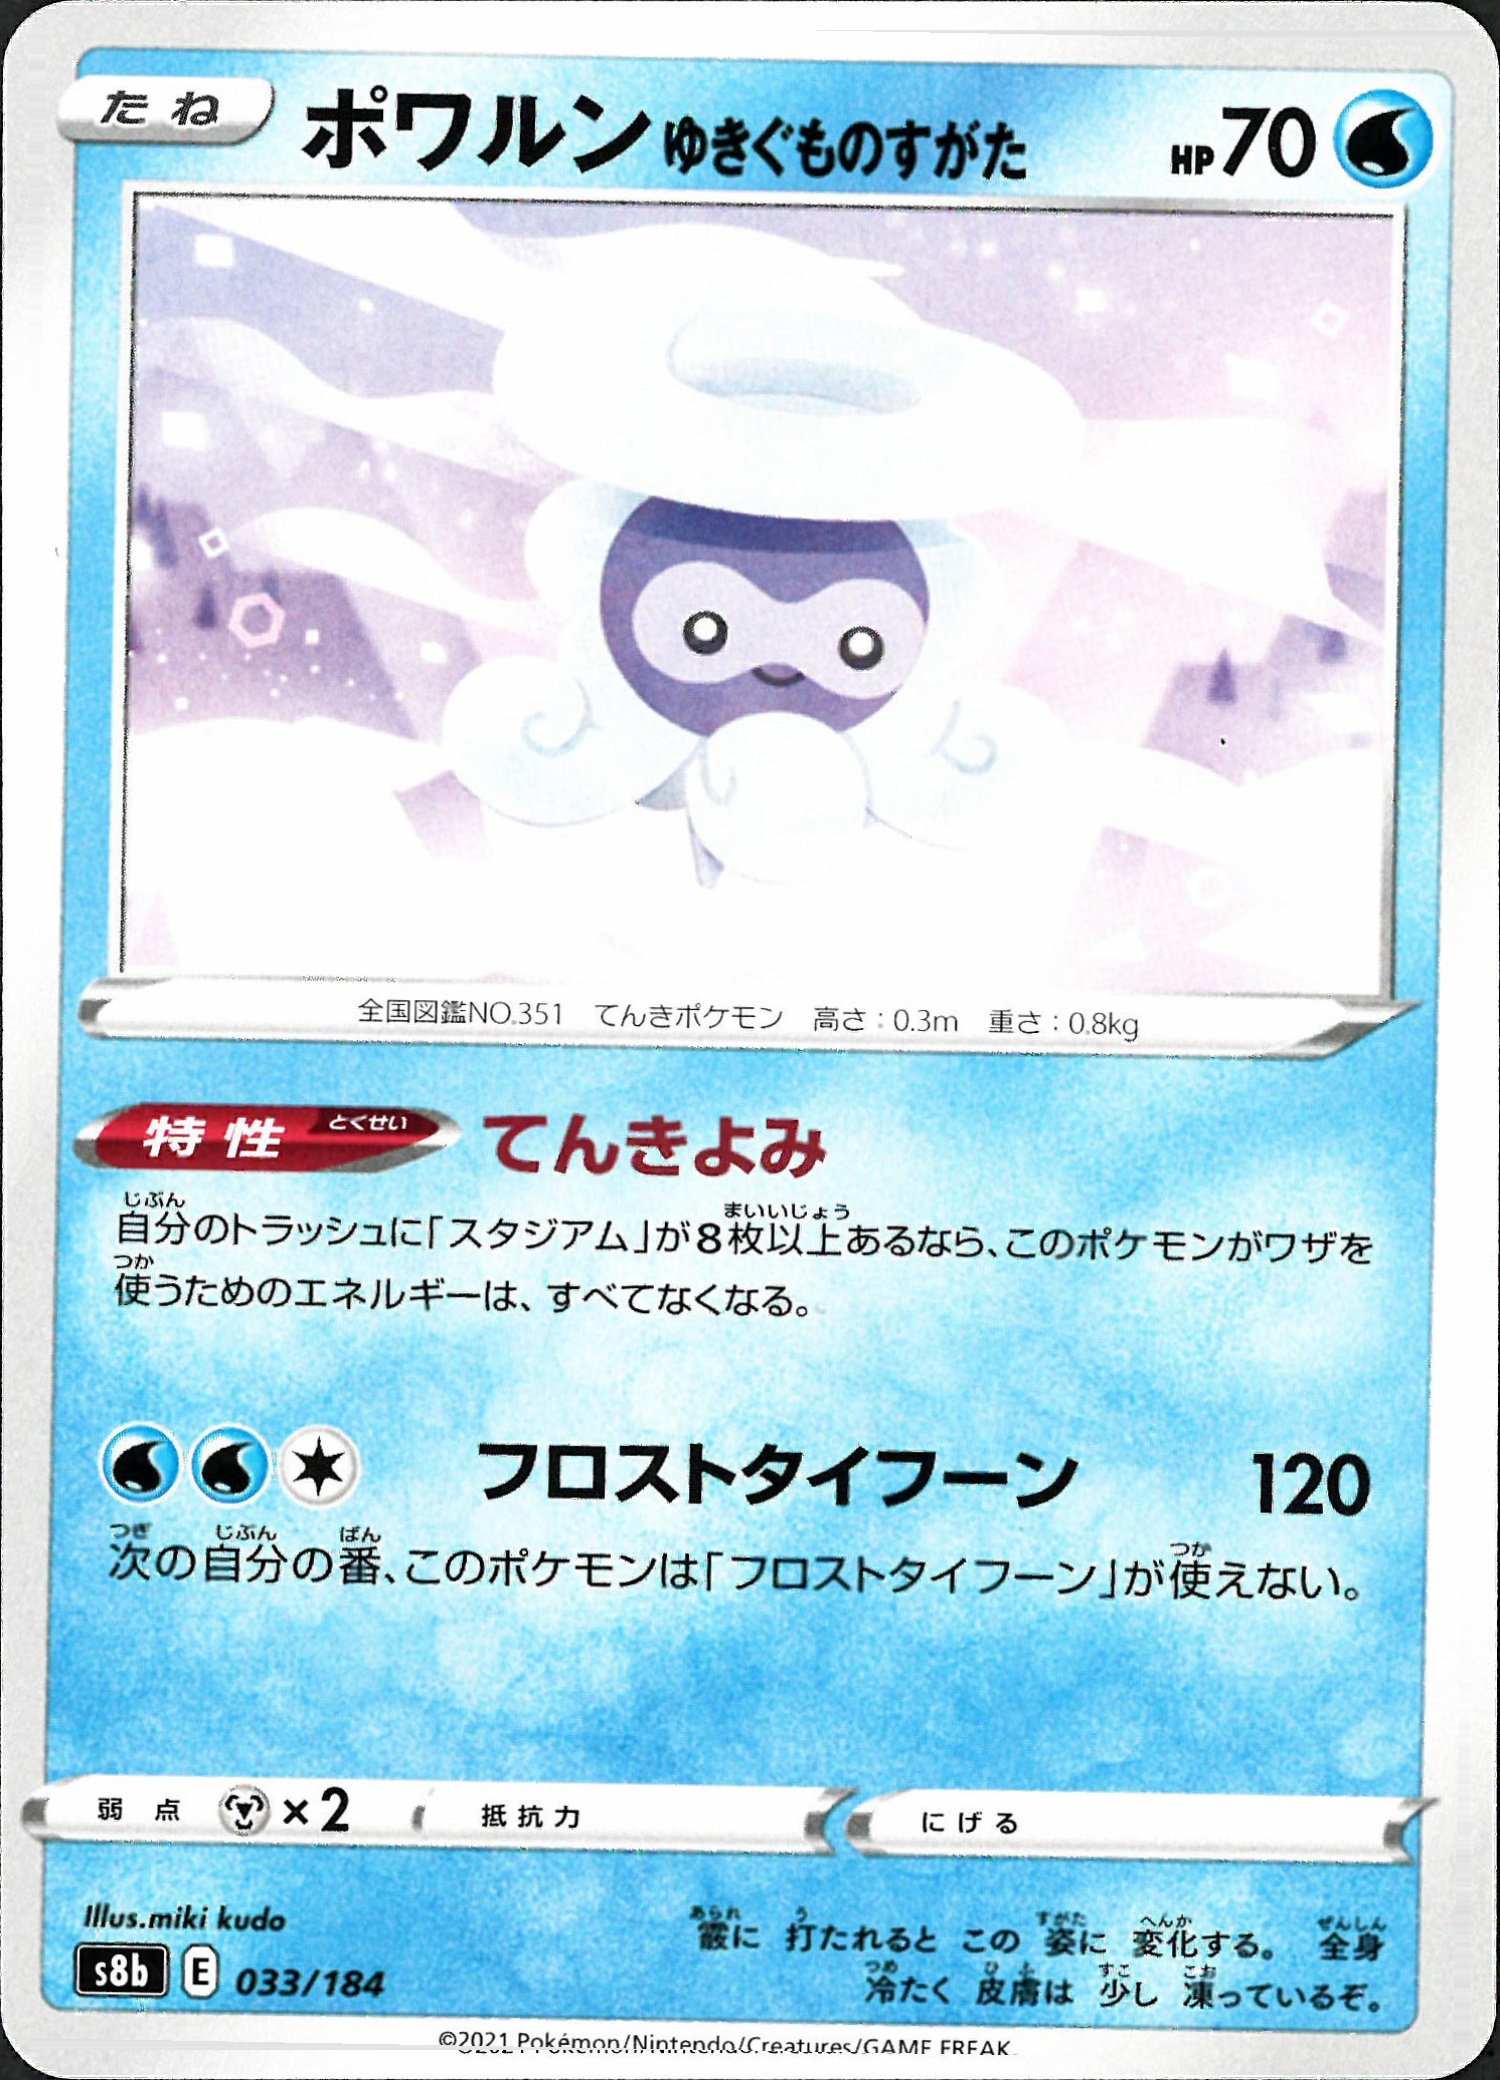 たね ポワルン ゆきぐものすがた HP70
全国図鑑NO.351 てんきポケモン 高さ：0.3m 重さ：0.8kg
特性 とくせい てんきよみ
じぶん まいいじょう
自分のトラッシュに「スタジアム」が8枚以上あるなら、このポケモンがワザを
つか
使うためのエネルギーは、すべてなくなる。
フロストタイフーン 120
つぎ じぶん ばん つか
次の自分の番、このポケモンは「フロストタイフーン」が使えない。
弱点 ×2 抵抗力 にげる
Illus.miki kudo
s8b E 033/184
あられ う すがた へんか ぜんしん
霰に 打たれると この 姿に 変化する。 全身
つめ ひふ すこ こお
冷たく 皮膚は 少し 凍っているぞ。
©2021 Pokémon/Nintendo/Creatures/GAME FREAK.